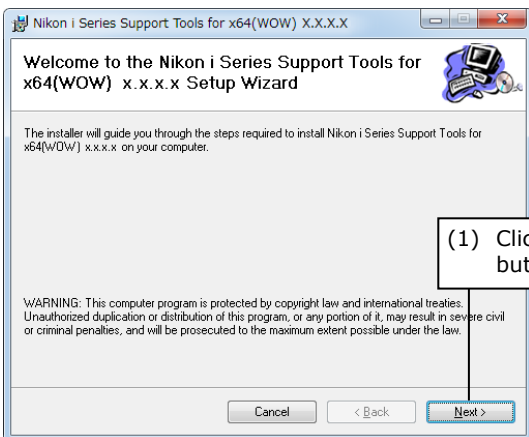 Nikon i Series Support Tools for x64(WOW) X.X.X.X
Welcome to the Nikon i Series Support Tools for
x64(WOW) x.x.x.x Setup Wizard
The installer will guide you through the steps required to install Nikon i Series Support Tools for
x64(WOW) x.x.x.x on your computer.
(1) Clic
but
WARNING: This computer program is protected by copyright law and international treaties.
Unauthorized duplication or distribution of this program, or any portion of it, may result in severe civil
or criminal penalties, and will be prosecuted to the maximum extent possible under the law.
Cancel < Back Next >